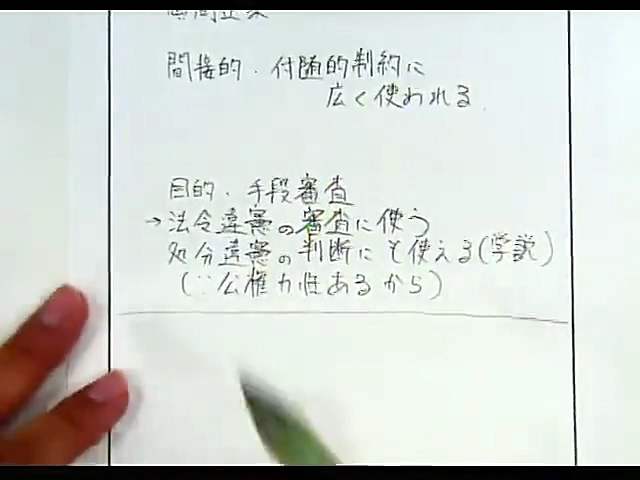 間接的・付随的制約に
広く使われる
目的・手段審査
→法令違憲の審査に使う
処分違憲の判断にも使える(学説)
(∵公権力性あるから)